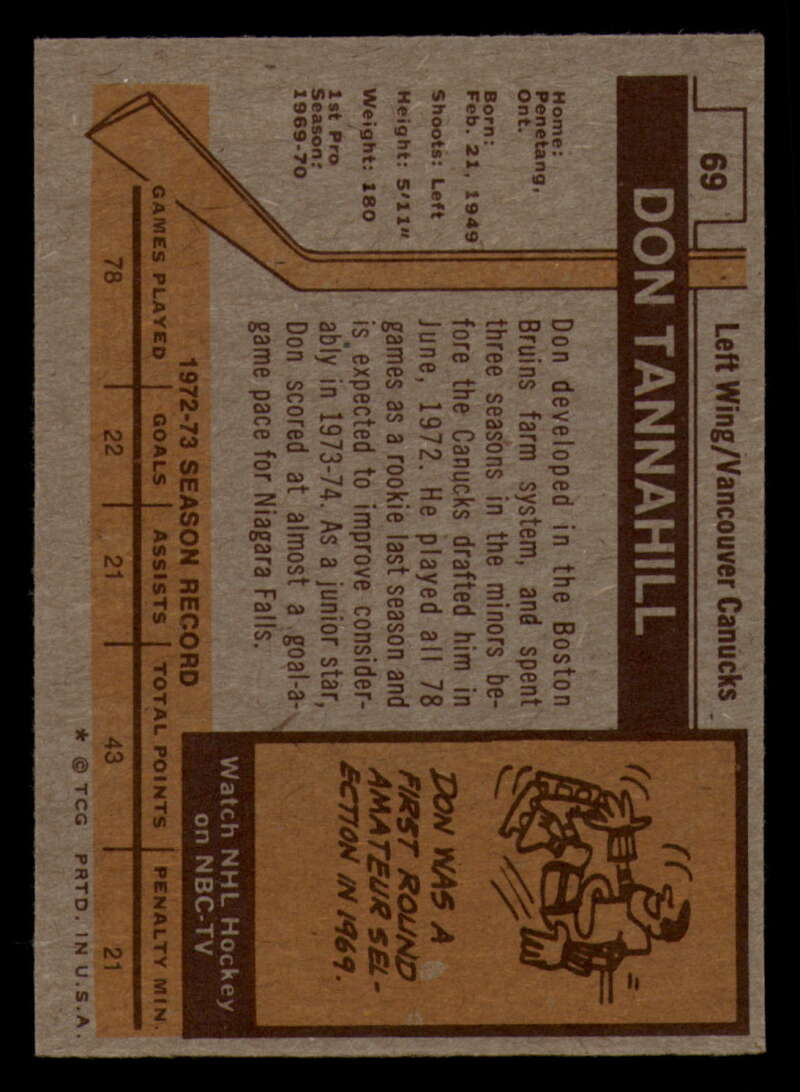 69
Left Wing/Vancouver Canucks
DON TANNAHILL
Home:
Penetang,
Ont.
Born:
Feb. 21, 1949
Shoots: Left
Height: 5'11"
Weight: 180
1st Pro
Season:
1969-70
Don developed in the Boston
Bruins farm system, and spent
three seasons in the minors be-
fore the Canucks drafted him in
June, 1972. He played all 78
games as a rookie last season and
is expected to improve consider-
ably in 1973-74. As a junior star,
Don scored at almost a goal-a-
game pace for Niagara Falls.
DON WAS A
FIRST ROUND
AMATEUR SEL-
ECTION IN 1969.
Watch NHL Hockey
on NBC-TV
1972-73 SEASON RECORD
GAMES PLAYED GOALS ASSISTS TOTAL POINTS PENALTY MIN.
78 22 21 43 21
* © TCG PRTD. IN U.S.A.